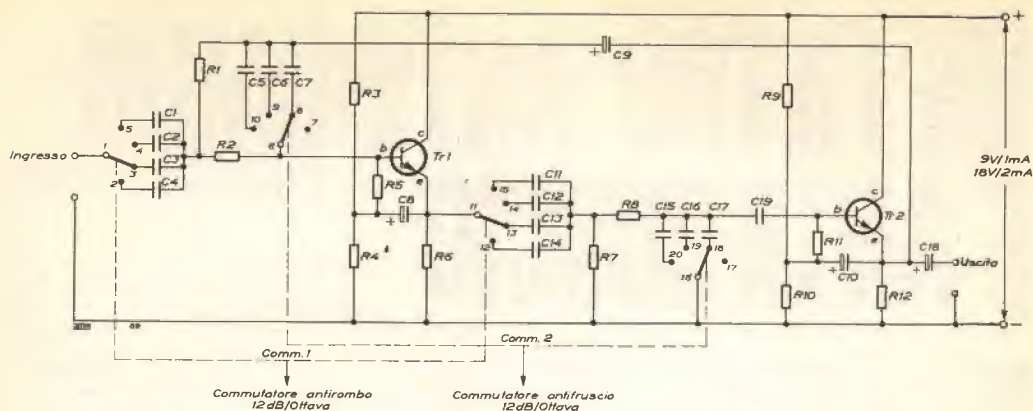 +
C9
R1
C5
C6
C7
R3
R9
9
8
10
7
6
C1
5
C2
4
1
Ingresso
R2
3
C3
2
C4
c
b
Tr1
e
R5
C8
+
R4
R6
C11
15
C12
14
11
13
C13
12
C14
R8
R7
C15
C16
C17
19
18
20
17
16
C19
c
b
Tr2
e
R11
C10
+
R10
R12
C18
+
Uscita
9V/1mA
18V/2mA
-
Comm. 1
Comm. 2
Commutatore antirombo
12dB/Ottava
Commutatore antifruscio
12dB/Ottava